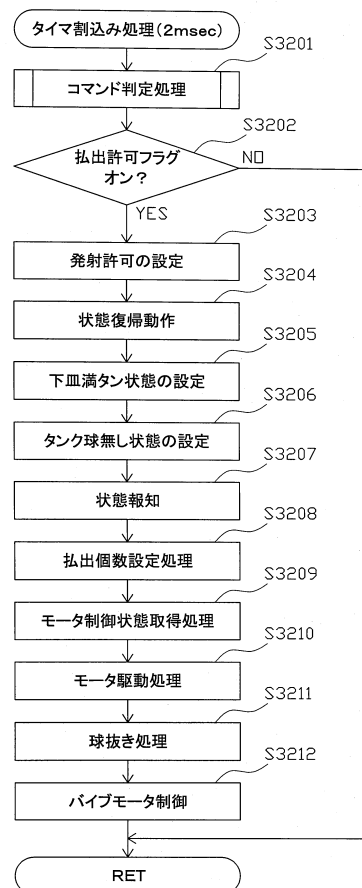 タイマ割込み処理(2msec)
S3201
コマンド判定処理
S3202
払出許可フラグ
オン?
NO
YES
S3203
発射許可の設定
S3204
状態復帰動作
S3205
下皿満タン状態の設定
S3206
タンク球無し状態の設定
S3207
状態報知
S3208
払出個数設定処理
S3209
モータ制御状態取得処理
S3210
モータ駆動処理
S3211
球抜き処理
S3212
バイブモータ制御
RET